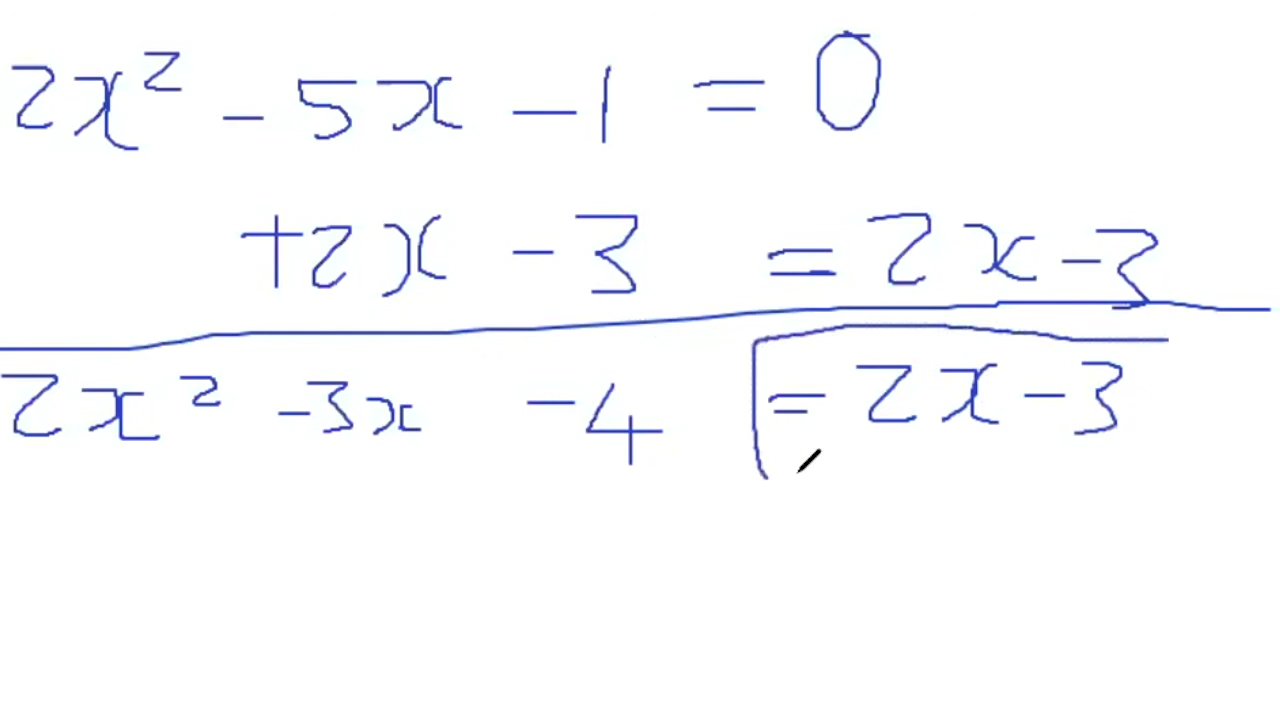 2x² - 5x - 1 = 0
+2x - 3 = 2x - 3
2x² - 3x - 4 = 2x - 3